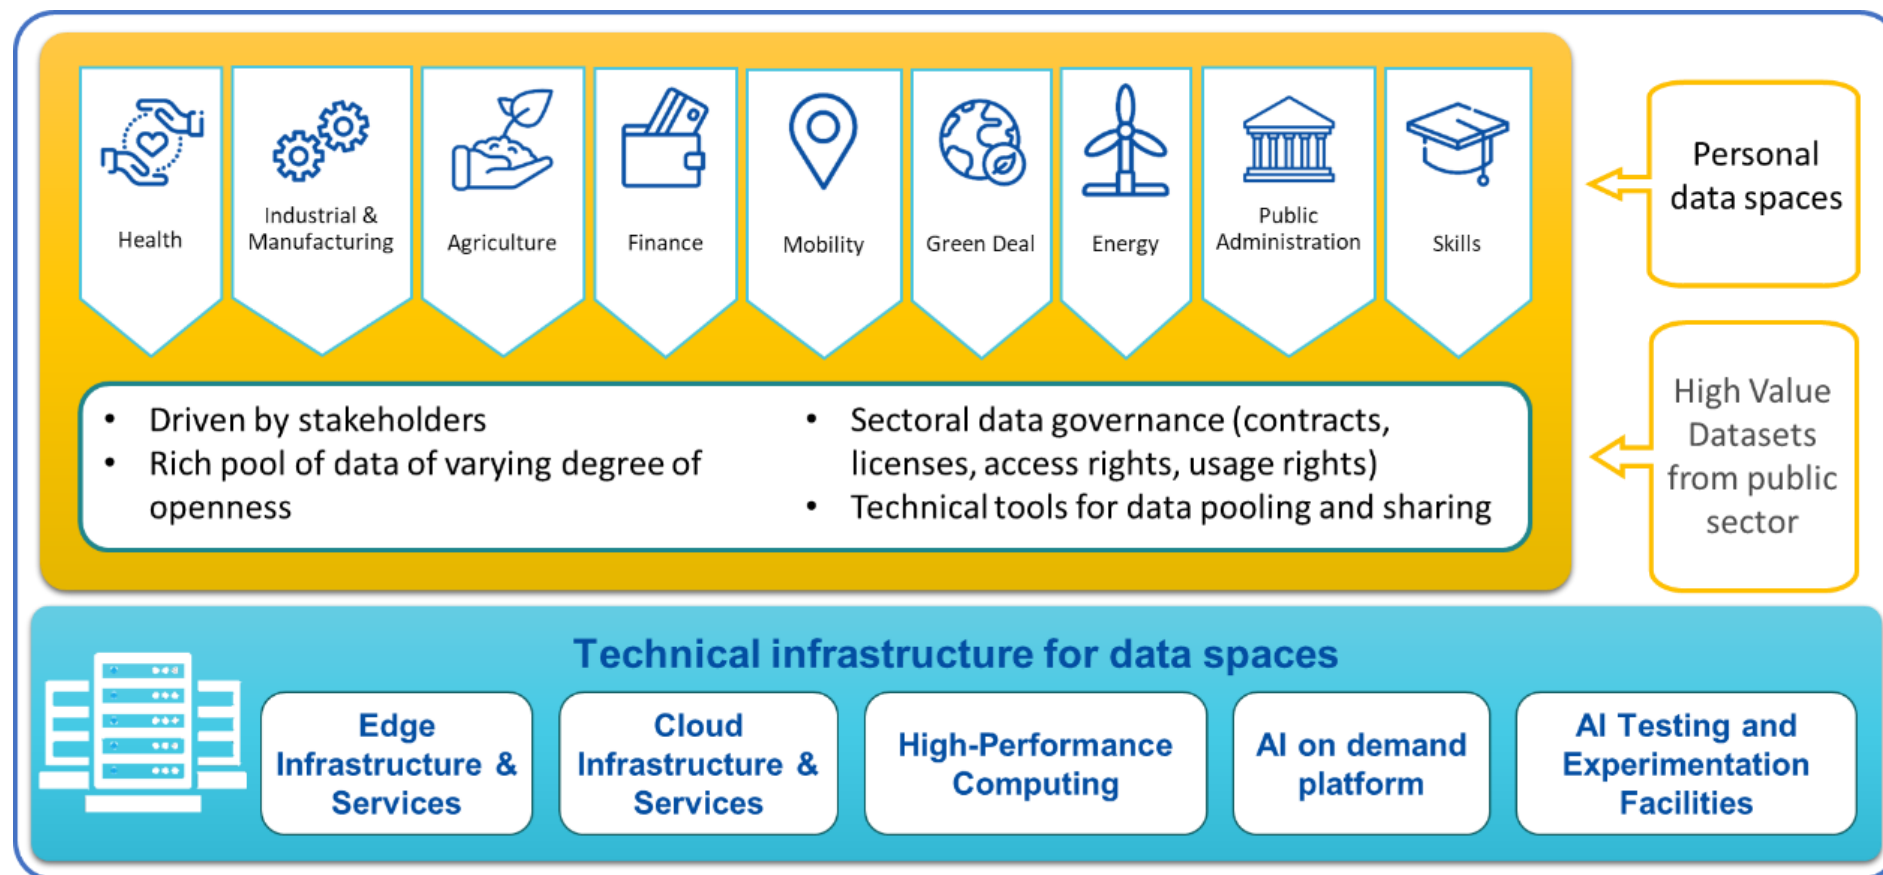 Health
Industrial &
Manufacturing
Agriculture
Finance
Mobility
Green Deal
Energy
Public
Administration
Skills
Personal
data spaces
• Driven by stakeholders
• Rich pool of data of varying degree of
openness
• Sectoral data governance (contracts,
licenses, access rights, usage rights)
• Technical tools for data pooling and sharing
High Value
Datasets
from public
sector
Technical infrastructure for data spaces
Edge
Infrastructure &
Services
Cloud
Infrastructure &
Services
High-Performance
Computing
AI on demand
platform
AI Testing and
Experimentation
Facilities